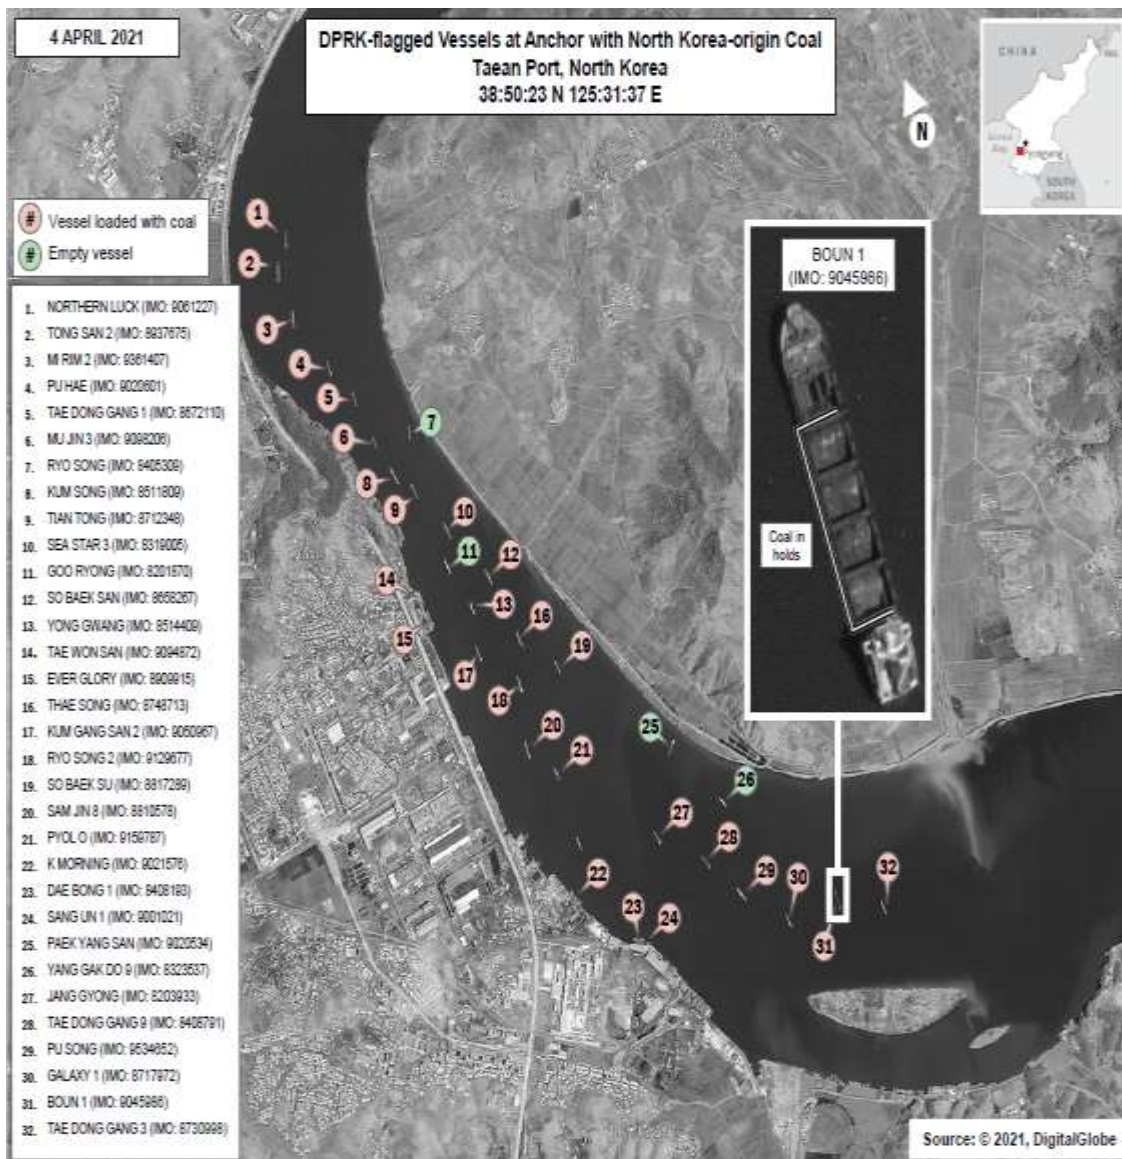 4 APRIL 2021
DPRK-flagged Vessels at Anchor with North Korea-origin Coal
Taean Port, North Korea
38:50:23 N 125:31:37 E
N
CHINA
Pyongyang
SOUTH
KOREA
# Vessel loaded with coal
# Empty vessel
1. NORTHERN LUCK (IMO: 9061227)
2. TONG SAN 2 (IMO: 8937675)
3. MI RIM 2 (IMO: 9361407)
4. PU HAE (IMO: 9020601)
5. TAE DONG GANG 1 (IMO: 8672110)
6. MU JIN 3 (IMO: 9098206)
7. RYO SONG (IMO: 8405309)
8. KUM SONG (IMO: 8511809)
9. TIAN TONG (IMO: 8712348)
10. SEA STAR 3 (IMO: 8319005)
11. GOO RYONG (IMO: 8201870)
12. SO BAEK SAN (IMO: 8658267)
13. YONG GWANG (IMO: 8514409)
14. TAE WON SAN (IMO: 9094872)
15. EVER GLORY (IMO: 8909915)
16. THAE SONG (IMO: 8748713)
17. KUM GANG SAN 2 (IMO: 9060967)
18. RYO SONG 2 (IMO: 9129677)
19. SO BAEK SU (IMO: 8817289)
20. SAM JIN 8 (IMO: 8810578)
21. PYOL O (IMO: 9159787)
22. K MORNING (IMO: 9021576)
23. DAE BONG 1 (IMO: 8408193)
24. SANG UN 1 (IMO: 9001021)
25. PAEK YANG SAN (IMO: 9020534)
26. YANG GAK DO 9 (IMO: 8323537)
27. JANG GYONG (IMO: 8203933)
28. TAE DONG GANG 9 (IMO: 8408791)
29. PU SONG (IMO: 9534652)
30. GALAXY 1 (IMO: 8717972)
31. BOUN 1 (IMO: 9045986)
32. TAE DONG GANG 3 (IMO: 8730998)
BOUN 1
(IMO: 9045986)
Coal in
holds
1
2
3
4
5
6
7
8
9
10
11
12
13
14
15
16
17
18
19
20
21
22
23
24
25
26
27
28
29
30
31
32
Source: © 2021, DigitalGlobe